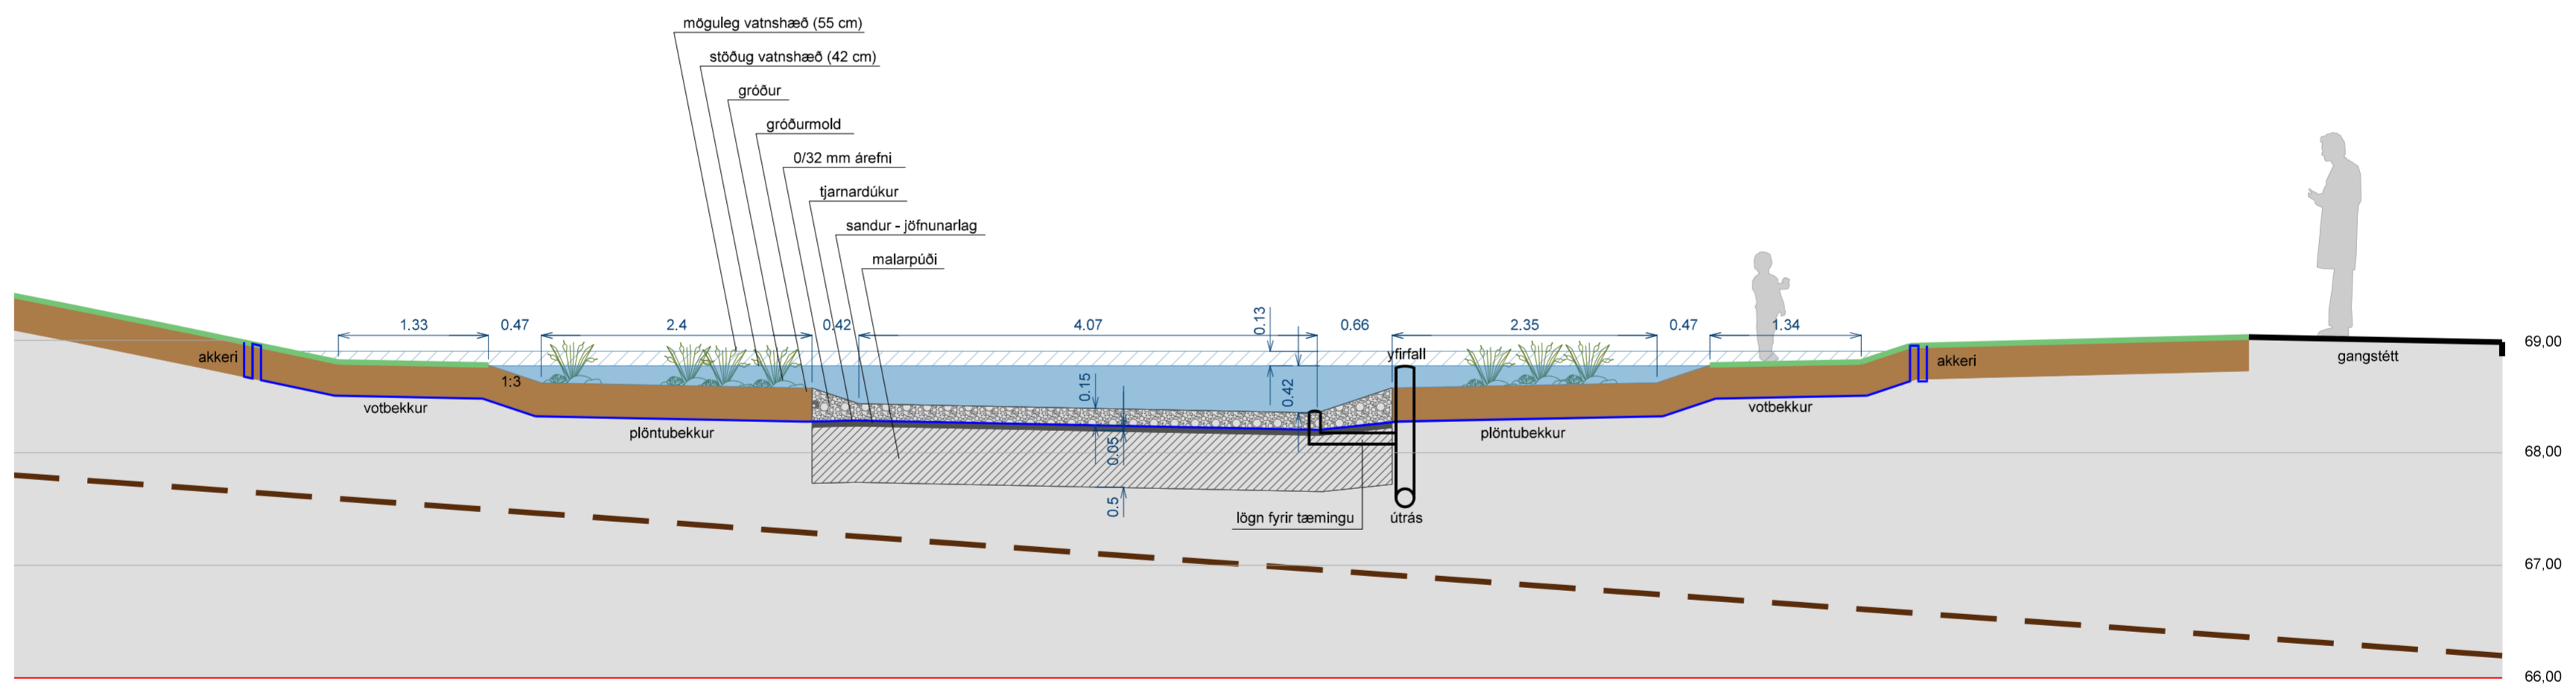 möguleg vatnshæð (55 cm)
stöðug vatnshæð (42 cm)
gróður
gróðurmold
0/32 mm árefni
tjarnardúkur
sandur - jöfnunarlag
malarpúði
1.33
0.47
2.4
0.42
4.07
0.13
0.66
2.35
0.47
1.34
akkeri
yfirfall
akkeri
gangstétt
69,00
1:3
0.15
0.42
votbekkur
votbekkur
plöntubekkur
plöntubekkur
0.05
68,00
0.5
lögn fyrir tæmingu
útrás
67,00
66,00